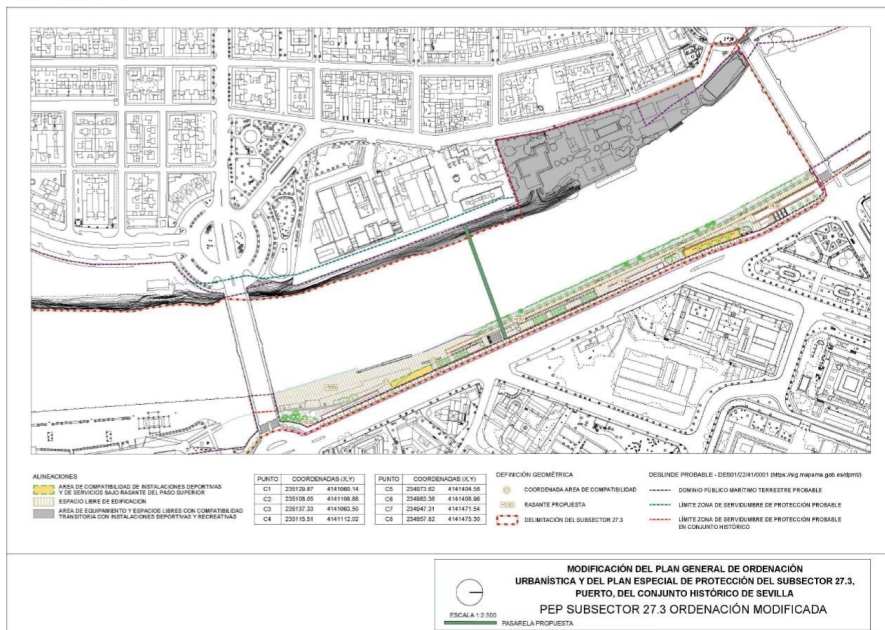 ALINEACIONES
AREA DE COMPATIBILIDAD DE INSTALACIONES DEPORTIVAS
Y DE SERVICIOS BAJO RASANTE DEL PASO SUPERIOR
ESPACIO LIBRE DE EDIFICACION
AREA DE EQUIPAMIENTO Y ESPACIOS LIBRES CON COMPATIBILIDAD
TRANSITORIA CON INSTALACIONES DEPORTIVAS Y RECREATIVAS
PUNTO COORDENADAS (X,Y)
C1 235129.87 4141060.14
C2 235108.05 4141106.86
C3 235137.33 4141063.50
C4 235115.51 4141112.02
PUNTO COORDENADAS (X,Y)
C5 234973.62 4141404.58
C6 234983.38 4141408.96
C7 234947.31 4141471.54
C8 234957.82 4141475.30
DEFINICIÓN GEOMÉTRICA
COORDENADA AREA DE COMPATIBILIDAD
RASANTE PROPUESTA
DELIMITACIÓN DEL SUBSECTOR 27.3
DESLINDE PROBABLE - DES01/22/41/0001 (https://sig.mapama.gob.es/dpmt/)
DOMINIO PÚBLICO MARÍTIMO TERRESTRE PROBABLE
LÍMITE ZONA DE SERVIDUMBRE DE PROTECCIÓN PROBABLE
LÍMITE ZONA DE SERVIDUMBRE DE PROTECCIÓN PROBABLE
EN CONJUNTO HISTÓRICO
MODIFICACIÓN DEL PLAN GENERAL DE ORDENACIÓN
URBANÍSTICA Y DEL PLAN ESPECIAL DE PROTECCIÓN DEL SUBSECTOR 27.3,
PUERTO, DEL CONJUNTO HISTÓRICO DE SEVILLA
PEP SUBSECTOR 27.3 ORDENACIÓN MODIFICADA
ESCALA 1:2.500
PASARELA PROPUESTA